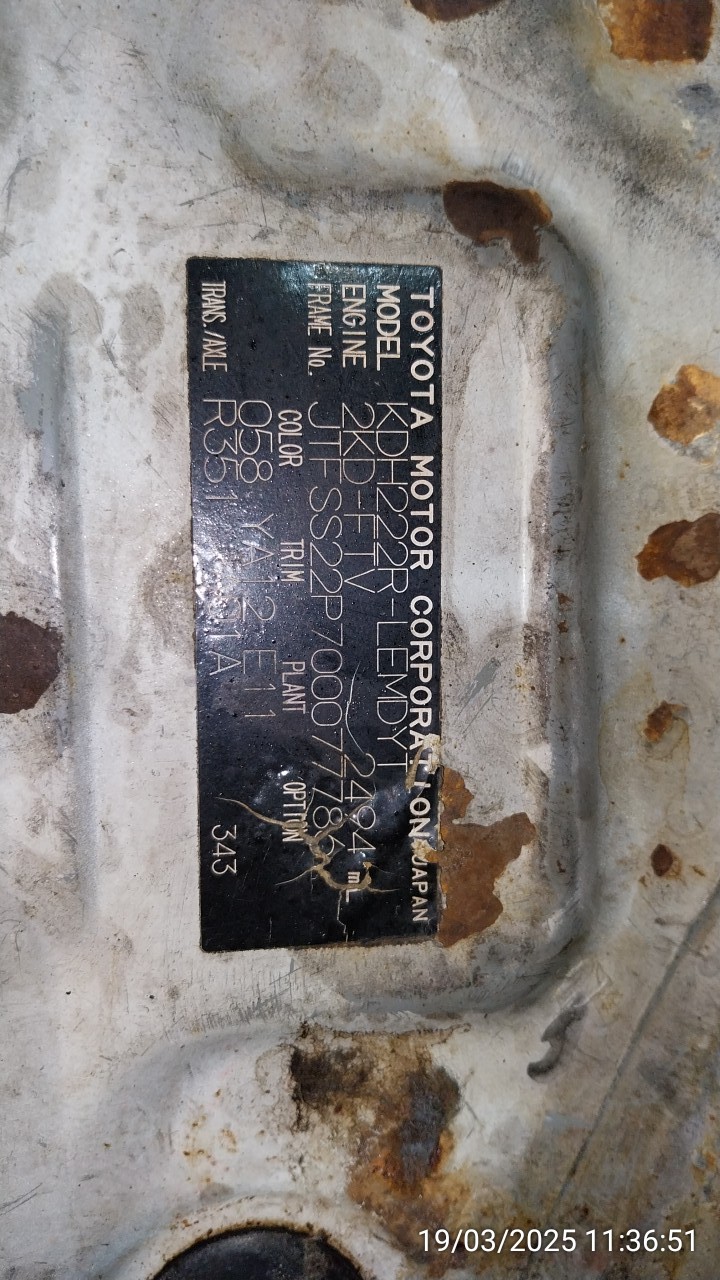 TOYOTA MOTOR CORPORATION JAPAN
MODEL KDH222R-LEMDYT
ENGINE 2KD-FTV 2494 mL
FRAME No. JTFSS22P700077786
COLOR TRIM PLANT OPTION
058 YA12 E11
TRANS./AXLE R351 343
19/03/2025 11:36:51